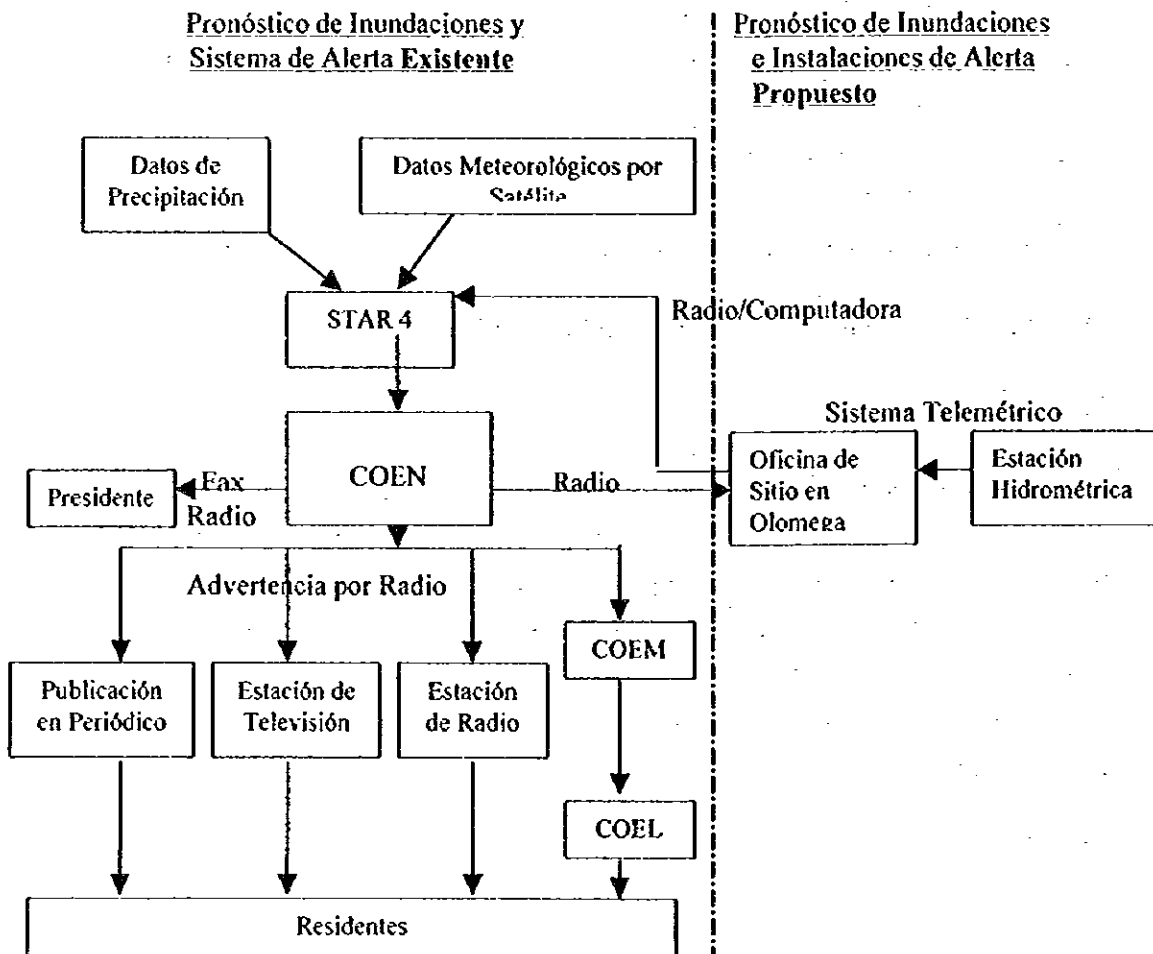 Pronóstico de Inundaciones y
Sistema de Alerta Existente
Pronóstico de Inundaciones
e Instalaciones de Alerta
Propuesto
Datos de
Precipitación
Datos Meteorológicos por
Satélite
STAR 4
Radio/Computadora
Sistema Telemétrico
COEN
Presidente
Fax
Radio
Radio
Oficina de
Sitio en
Olomega
Estación
Hidrométrica
Advertencia por Radio
COEM
Publicación
en Periódico
Estación de
Televisión
Estación
de Radio
COEL
Residentes